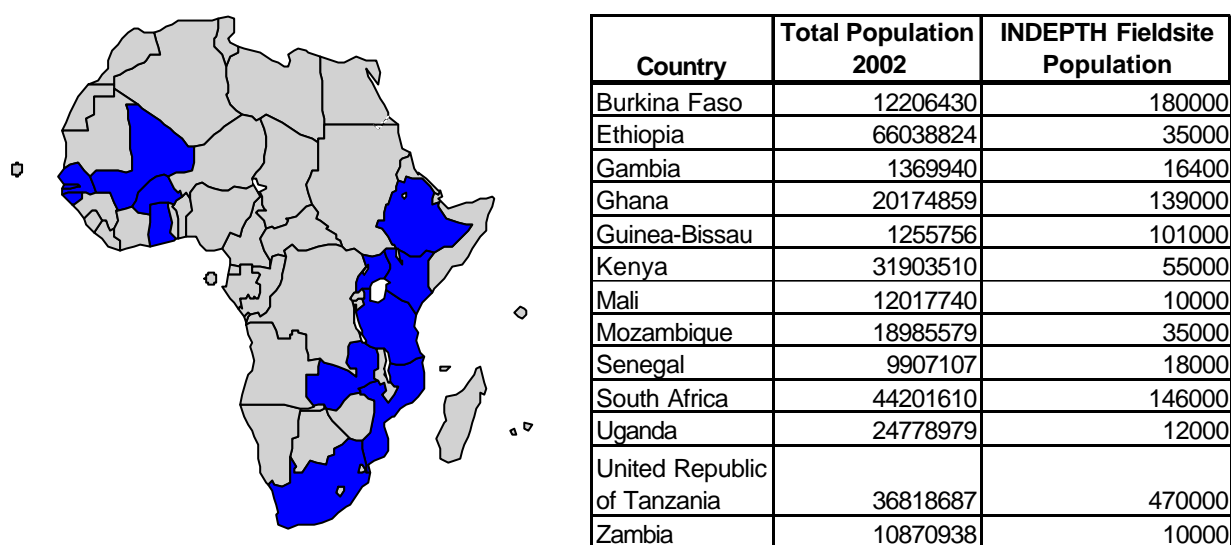 Country Total Population 2002 INDEPTH Fieldsite Population
Burkina Faso 12206430 180000
Ethiopia 66038824 35000
Gambia 1369940 16400
Ghana 20174859 139000
Guinea-Bissau 1255756 101000
Kenya 31903510 55000
Mali 12017740 10000
Mozambique 18985579 35000
Senegal 9907107 18000
South Africa 44201610 146000
Uganda 24778979 12000
United Republic
of Tanzania 36818687 470000
Zambia 10870938 10000